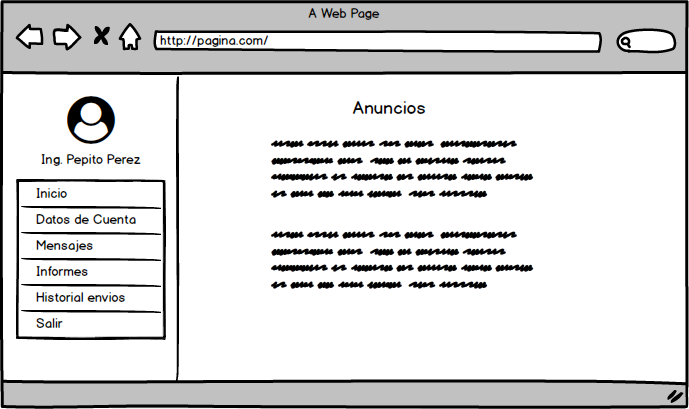 A Web Page
http://pagina.com/
Ing. Pepito Perez
Inicio
Datos de Cuenta
Mensajes
Informes
Historial envios
Salir
Anuncios